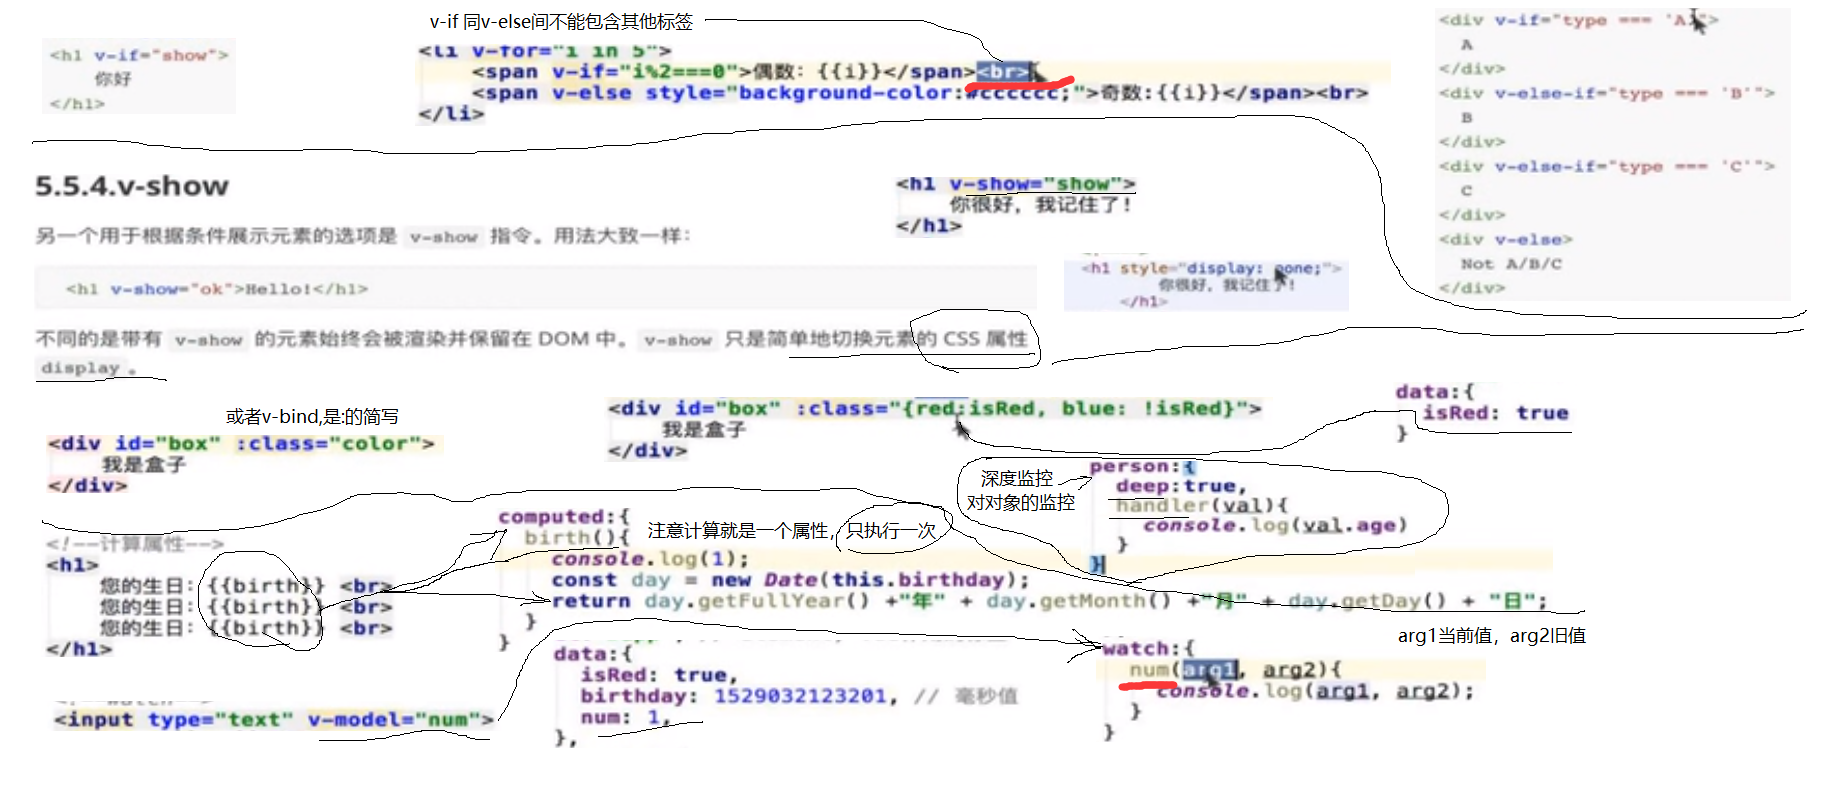 v-if 同v-else间不能包含其他标签
<h1 v-if="show">
你好
</h1>
<li v-for="i in 5">
<span v-if="i%2===0">偶数：{{i}}</span><br>
<span v-else style="background-color:#cccccc;">奇数:{{i}}</span><br>
</li>
<div v-if="type === 'A'">
A
</div>
<div v-else-if="type === 'B'">
B
</div>
<div v-else-if="type === 'C'">
C
</div>
<div v-else>
Not A/B/C
</div>
5.5.4.v-show
另一个用于根据条件展示元素的选项是 v-show 指令。用法大致一样：
<h1 v-show="ok">Hello!</h1>
不同的是带有 v-show 的元素始终会被渲染并保留在 DOM 中。v-show 只是简单地切换元素的 CSS 属性
display 。
<h1 v-show="show">
你很好，我记住了！
</h1>
<h1 style="display: none;">
你很好，我记住了！
</h1>
或者v-bind,是:的简写
<div id="box" :class="color">
我是盒子
</div>
<div id="box" :class="{red:isRed, blue: !isRed}">
我是盒子
</div>
data:{
isRed: true
}
深度监控
对对象的监控
person:{
deep:true,
handler(val){
console.log(val.age)
}
}
<!--计算属性-->
<h1>
您的生日：{{birth}} <br>
您的生日：{{birth}} <br>
您的生日：{{birth}} <br>
</h1>
注意计算就是一个属性，只执行一次
computed:{
birth(){
console.log(1);
const day = new Date(this.birthday);
return day.getFullYear() +"年" + day.getMonth() +"月" + day.getDay() + "日";
}
}
<input type="text" v-model="num">
data:{
isRed: true,
birthday: 1529032123201, // 毫秒值
num: 1,
},
arg1当前值，arg2旧值
watch:{
num(arg1, arg2){
console.log(arg1, arg2);
}
}